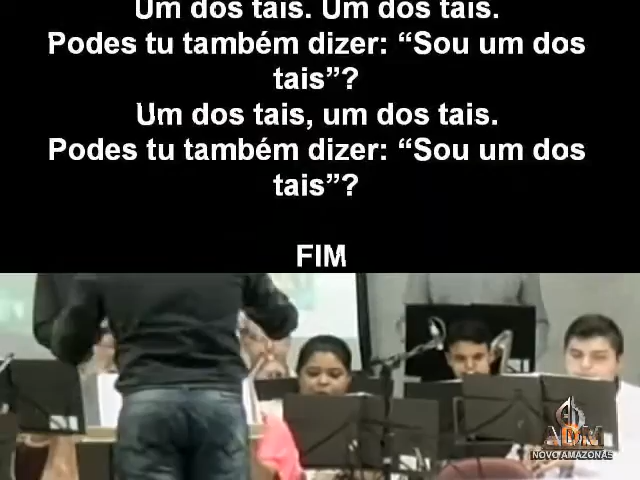 Um dos tais. Um dos tais.
Podes tu também dizer: “Sou um dos
tais”?
Um dos tais, um dos tais.
Podes tu também dizer: “Sou um dos
tais”?
FIM
ADM
NOVO AMAZONAS